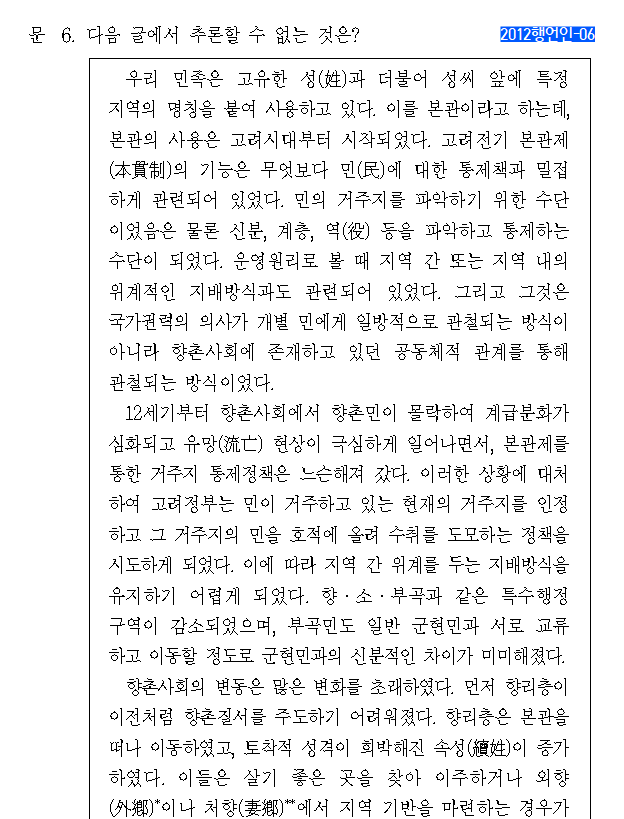 문 6. 다음 글에서 추론할 수 없는 것은?
2012행언인-06
우리 민족은 고유한 성(姓)과 더불어 성씨 앞에 특정
지역의 명칭을 붙여 사용하고 있다. 이를 본관이라고 하는데,
본관의 사용은 고려시대부터 시작되었다. 고려전기 본관제
(本貫制)의 기능은 무엇보다 민(民)에 대한 통제책과 밀접
하게 관련되어 있었다. 민의 거주지를 파악하기 위한 수단
이었음은 물론 신분, 계층, 역(役) 등을 파악하고 통제하는
수단이 되었다. 운영원리로 볼 때 지역 간 또는 지역 내의
위계적인 지배방식과도 관련되어 있었다. 그리고 그것은
국가권력의 의사가 개별 민에게 일방적으로 관철되는 방식이
아니라 향촌사회에 존재하고 있던 공동체적 관계를 통해
관철되는 방식이었다.
12세기부터 향촌사회에서 향촌민이 몰락하여 계급분화가
심화되고 유망(流亡) 현상이 극심하게 일어나면서, 본관제를
통한 거주지 통제정책은 느슨해져 갔다. 이러한 상황에 대처
하여 고려정부는 민이 거주하고 있는 현재의 거주지를 인정
하고 그 거주지의 민을 호적에 올려 수취를 도모하는 정책을
시도하게 되었다. 이에 따라 지역 간 위계를 두는 지배방식을
유지하기 어렵게 되었다. 향·소·부곡과 같은 특수행정
구역이 감소되었으며, 부곡민도 일반 군현민과 서로 교류
하고 이동할 정도로 군현민과의 신분적인 차이가 미미해졌다.
향촌사회의 변동은 많은 변화를 초래하였다. 먼저 향리층이
이전처럼 향촌질서를 주도하기 어려워졌다. 향리층은 본관을
떠나 이동하였고, 토착적 성격이 희박해진 속성(續姓)이 증가
하였다. 이들은 살기 좋은 곳을 찾아 이주하거나 외향
(外鄕)*이나 처향(妻鄕)**에서 지역 기반을 마련하는 경우가